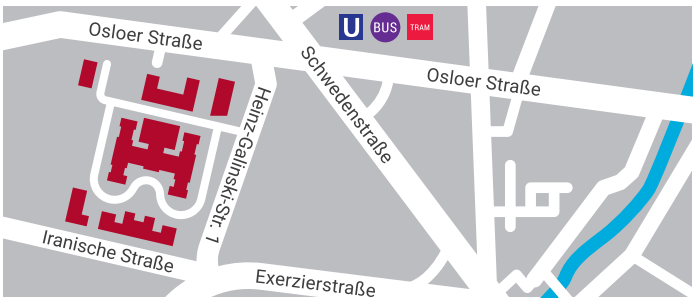 U
BUS
TRAM
Osloer Straße
Schwedenstraße
Osloer Straße
Heinz-Galinski-Str. 1
Iranische Straße
Exerzierstraße